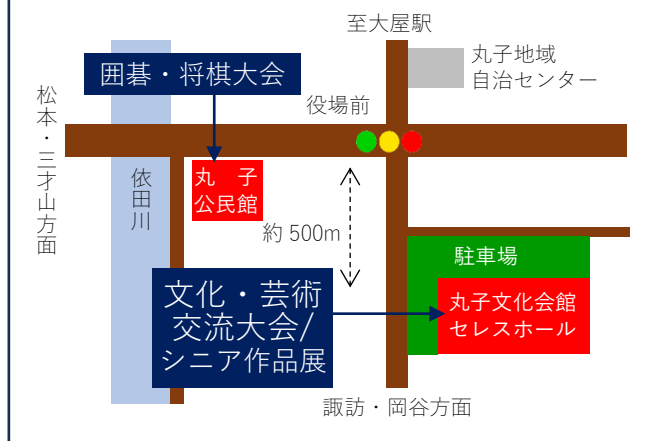 至大屋駅
丸子地域
自治センター
囲碁・将棋大会
役場前
松本・三才山方面
依田川
丸　子
公民館
約 500m
駐車場
文化・芸術
交流大会/
シニア作品展
丸子文化会館
セレスホール
諏訪・岡谷方面